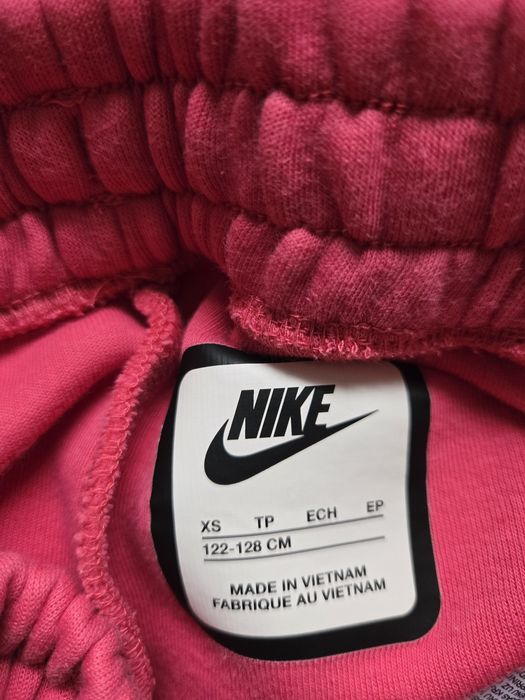 NIKE
XS TP ECH EP
122-128 CM
MADE IN VIETNAM
FABRIQUE AU VIETNAM